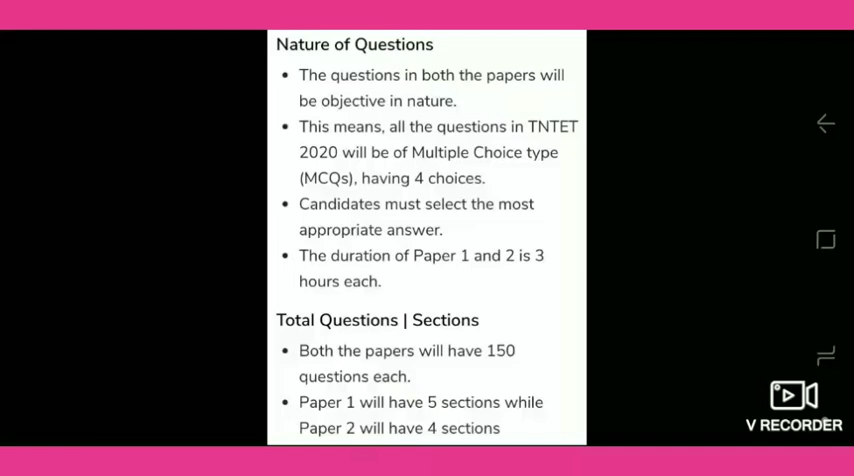 Nature of Questions
• The questions in both the papers will
be objective in nature.
• This means, all the questions in TNTET
2020 will be of Multiple Choice type
(MCQs), having 4 choices.
• Candidates must select the most
appropriate answer.
• The duration of Paper 1 and 2 is 3
hours each.
Total Questions | Sections
• Both the papers will have 150
questions each.
• Paper 1 will have 5 sections while
Paper 2 will have 4 sections
V RECORDER